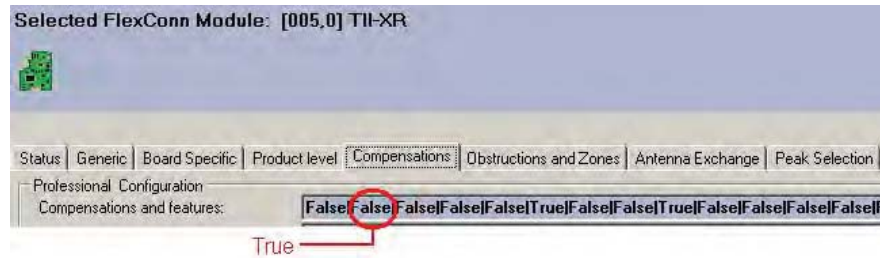 Selected FlexConn Module: [005,0] TII-XR
Status Generic Board Specific Product level Compensations Obstructions and Zones Antenna Exchange Peak Selection
Professional Configuration
Compensations and features: False|False|False|False|False|True|False|False|True|False|False|False|False|False|
True